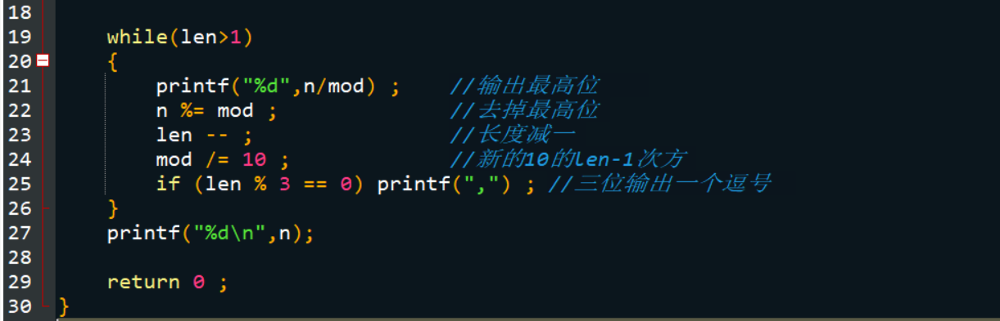 18
19 while(len>1)
20 {
21 printf("%d",n/mod) ; //输出最高位
22 n %= mod ; //去掉最高位
23 len -- ; //长度减一
24 mod /= 10 ; //新的10的len-1次方
25 if (len % 3 == 0) printf(",") ; //三位输出一个逗号
26 }
27 printf("%d\n",n);
28
29 return 0 ;
30 }